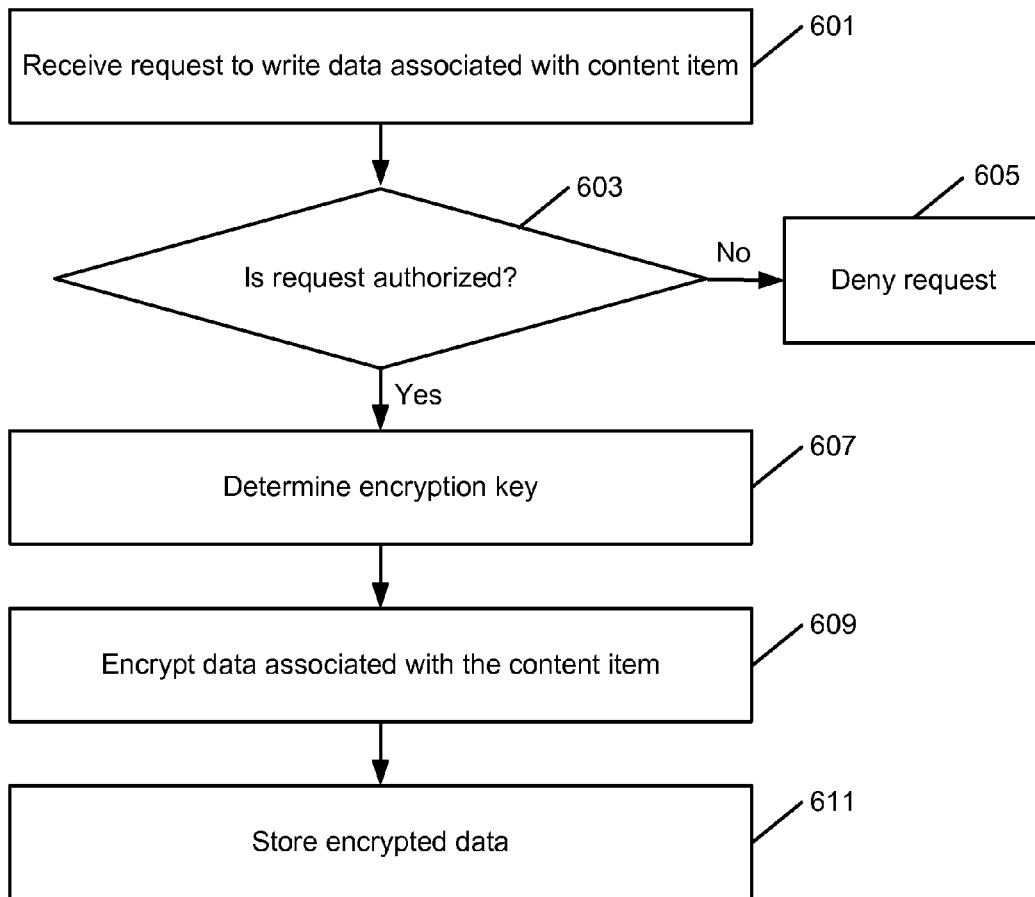 601
Receive request to write data associated with content item
603
605
Is request authorized?
No
Deny request
Yes
607
Determine encryption key
609
Encrypt data associated with the content item
611
Store encrypted data